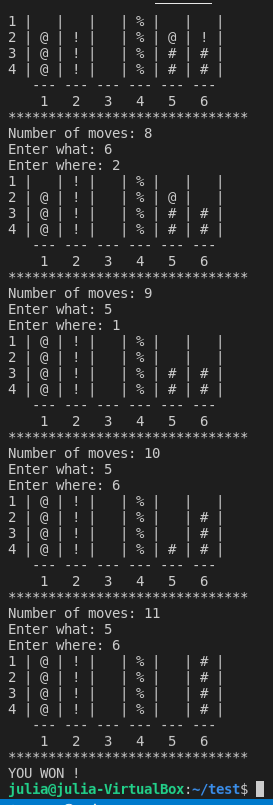 1 |   |   |   | % |   |   |
2 | @ | ! |   | % | @ | ! |
3 | @ | ! |   | % | # | # |
4 | @ | ! |   | % | # | # |
   --- --- --- --- --- ---
    1   2   3   4   5   6
******************************
Number of moves: 8
Enter what: 6
Enter where: 2
1 |   | ! |   | % |   |   |
2 | @ | ! |   | % | @ |   |
3 | @ | ! |   | % | # | # |
4 | @ | ! |   | % | # | # |
   --- --- --- --- --- ---
    1   2   3   4   5   6
******************************
Number of moves: 9
Enter what: 5
Enter where: 1
1 | @ | ! |   | % |   |   |
2 | @ | ! |   | % |   |   |
3 | @ | ! |   | % | # | # |
4 | @ | ! |   | % | # | # |
   --- --- --- --- --- ---
    1   2   3   4   5   6
******************************
Number of moves: 10
Enter what: 5
Enter where: 6
1 | @ | ! |   | % |   |   |
2 | @ | ! |   | % |   | # |
3 | @ | ! |   | % |   | # |
4 | @ | ! |   | % | # | # |
   --- --- --- --- --- ---
    1   2   3   4   5   6
******************************
Number of moves: 11
Enter what: 5
Enter where: 6
1 | @ | ! |   | % |   | # |
2 | @ | ! |   | % |   | # |
3 | @ | ! |   | % |   | # |
4 | @ | ! |   | % |   | # |
   --- --- --- --- --- ---
    1   2   3   4   5   6
******************************
YOU WON !
julia@julia-VirtualBox:~/test$